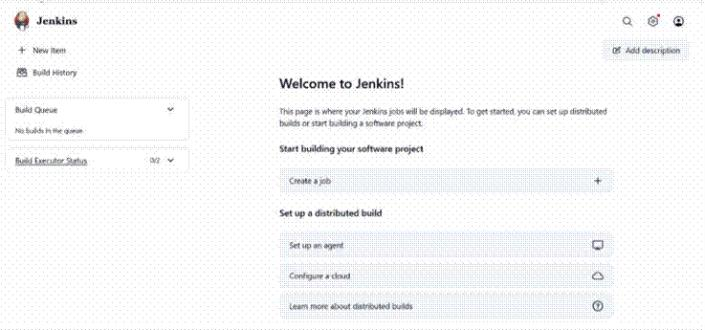 Jenkins
New Item
Build History
Add description
Build Queue
No builds in the queue
Build Executor Status 0/2
Welcome to Jenkins!
This page is where your Jenkins jobs will be displayed. To get started, you can set up distributed
builds or start building a software project.
Start building your software project
Create a job
Set up a distributed build
Set up an agent
Configure a cloud
Learn more about distributed builds